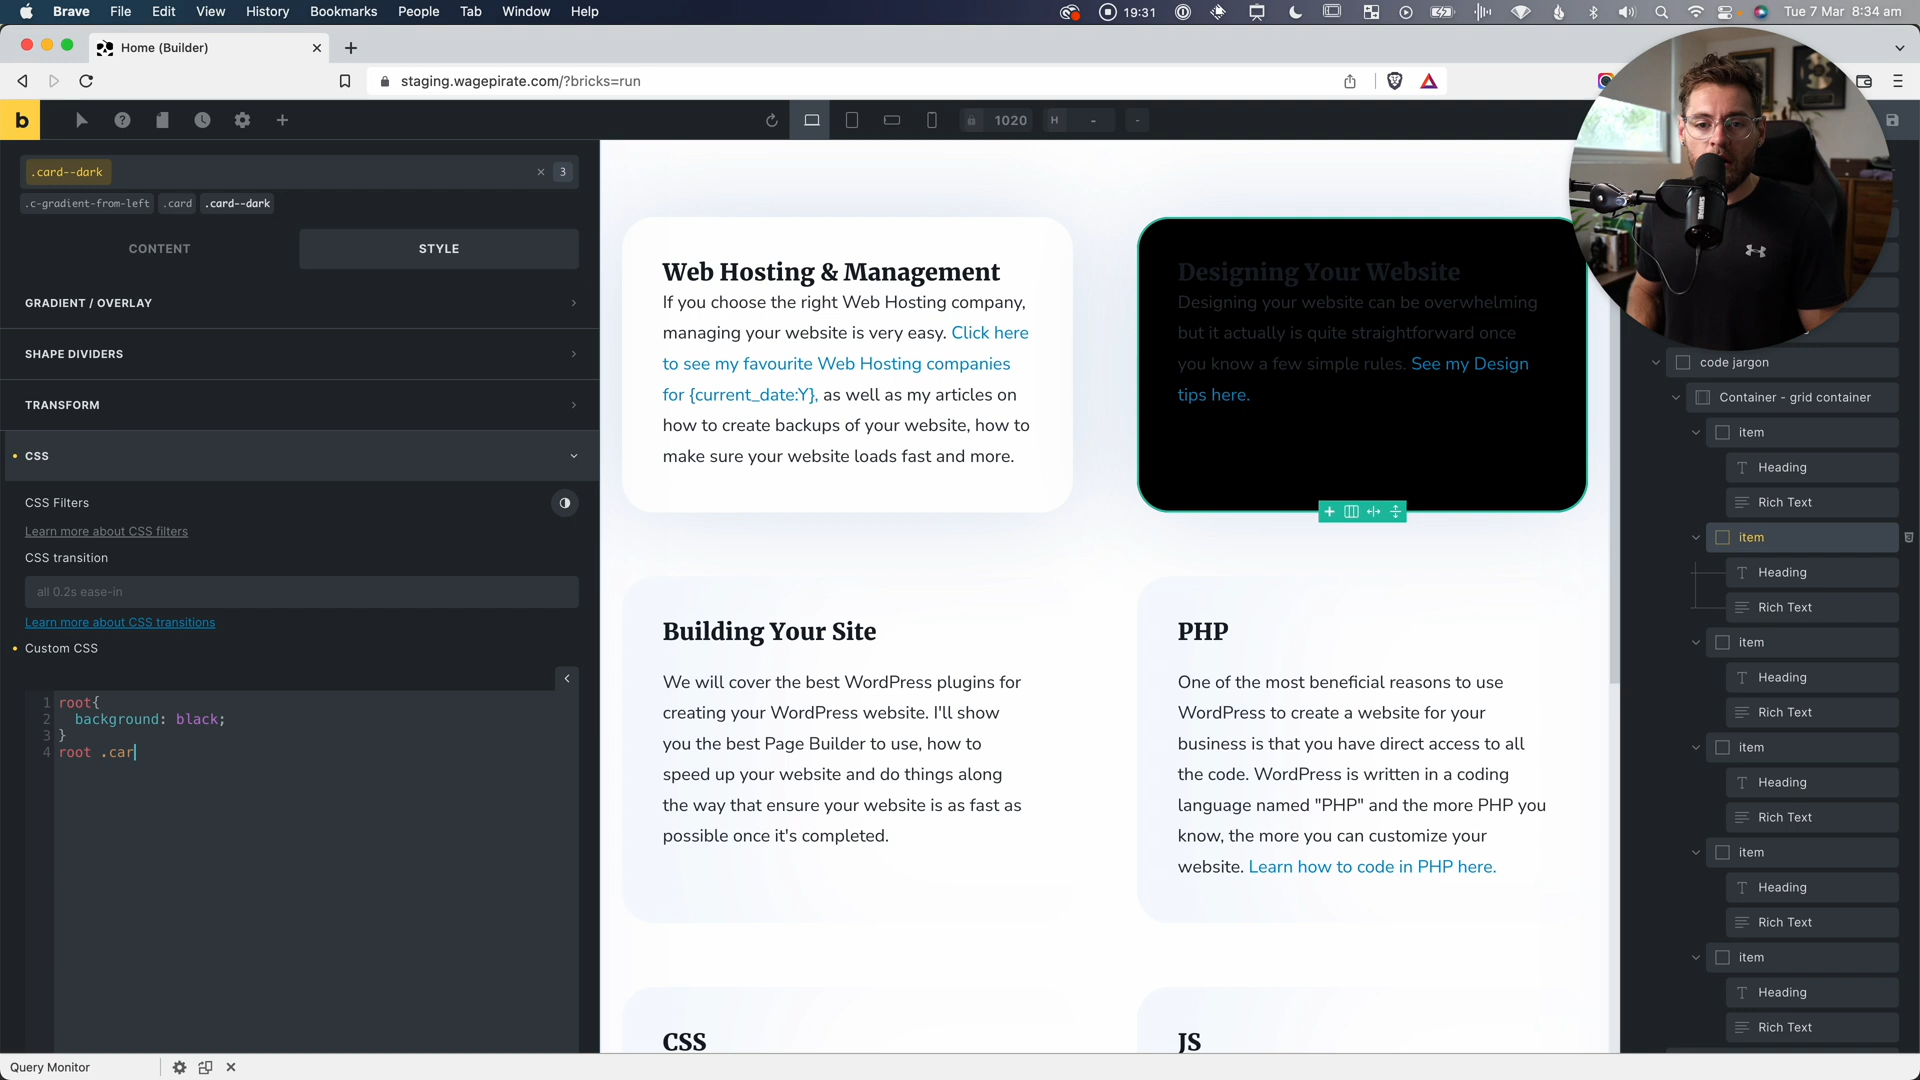 Brave File Edit View History Bookmarks People Tab Window Help 19:31 Tue 7 Mar 8:34 am
Home (Builder)
staging.wagepirate.com/?bricks=run
b 1020 H - -
.card--dark 3
.c-gradient-from-left .card .card--dark
CONTENT STYLE
GRADIENT / OVERLAY
SHAPE DIVIDERS
TRANSFORM
CSS
CSS Filters
Learn more about CSS filters
CSS transition
all 0.2s ease-in
Learn more about CSS transitions
Custom CSS
1 root{
2 background: black;
3 }
4 root .car
Web Hosting & Management
If you choose the right Web Hosting company,
managing your website is very easy. Click here
to see my favourite Web Hosting companies
for {current_date:Y}, as well as my articles on
how to create backups of your website, how to
make sure your website loads fast and more.
Designing Your Website
Designing your website can be overwhelming
but it actually is quite straightforward once
you know a few simple rules. See my Design
tips here.
Building Your Site
We will cover the best WordPress plugins for
creating your WordPress website. I'll show
you the best Page Builder to use, how to
speed up your website and do things along
the way that ensure your website is as fast as
possible once it's completed.
PHP
One of the most beneficial reasons to use
WordPress to create a website for your
business is that you have direct access to all
the code. WordPress is written in a coding
language named "PHP" and the more PHP you
know, the more you can customize your
website. Learn how to code in PHP here.
CSS
JS
code jargon
Container - grid container
item
Heading
Rich Text
item
Heading
Rich Text
item
Heading
Rich Text
item
Heading
Rich Text
item
Heading
Rich Text
item
Heading
Rich Text
SHURE
Query Monitor